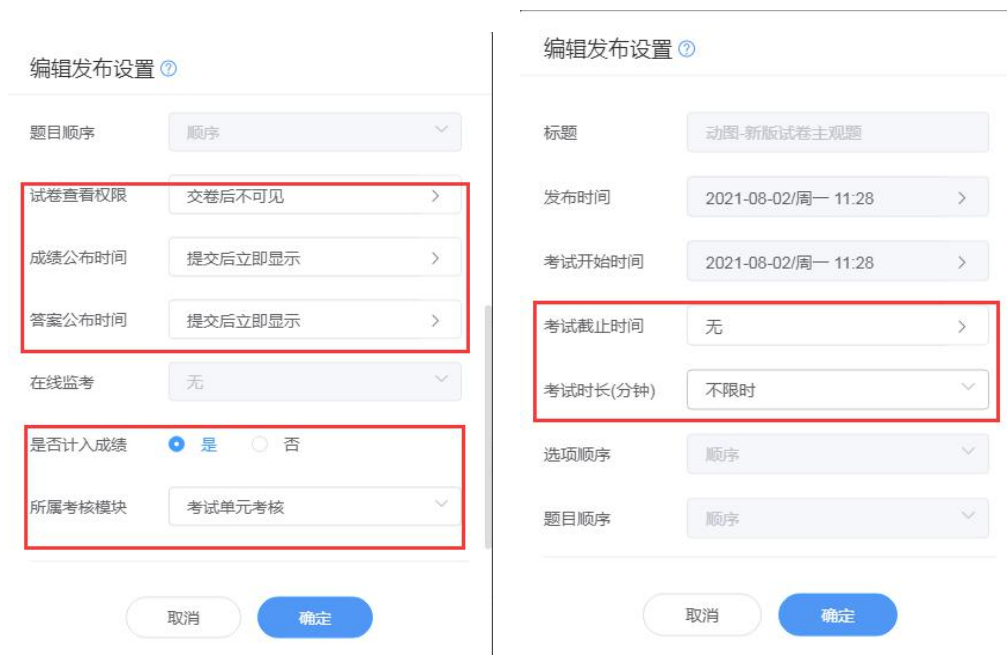 编辑发布设置
题目顺序 顺序
试卷查看权限 交卷后不可见
成绩公布时间 提交后立即显示
答案公布时间 提交后立即显示
在线监考 无
是否计入成绩 是 否
所属考核模块 考试单元考核
取消 确定
编辑发布设置
标题 动图-新版试卷主观题
发布时间 2021-08-02/周一 11:28
考试开始时间 2021-08-02/周一 11:28
考试截止时间 无
考试时长(分钟) 不限时
选项顺序 顺序
题目顺序 顺序
取消 确定